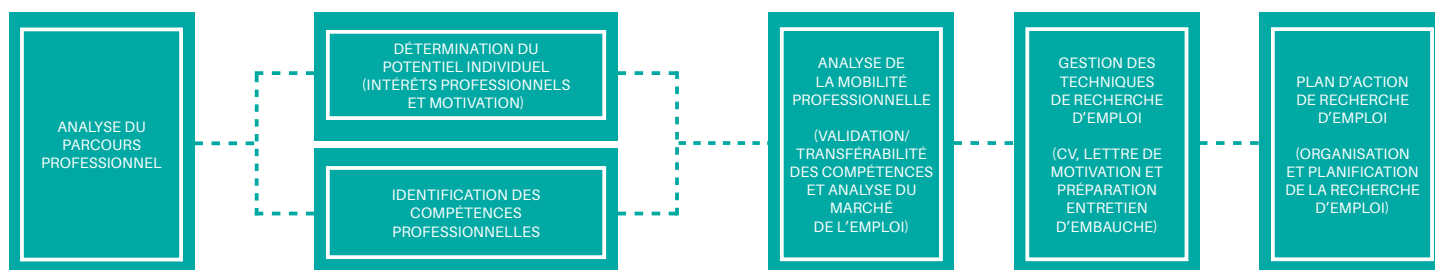 ANALYSE DU
PARCOURS
PROFESSIONNEL
DÉTERMINATION DU
POTENTIEL INDIVIDUEL
(INTÉRÊTS PROFESSIONNELS
ET MOTIVATION)
IDENTIFICATION DES
COMPÉTENCES
PROFESSIONNELLES
ANALYSE DE
LA MOBILITÉ
PROFESSIONNELLE
(VALIDATION/
TRANSFÉRABILITÉ
DES COMPÉTENCES
ET ANALYSE DU
MARCHÉ
DE L'EMPLOI)
GESTION DES
TECHNIQUES
DE RECHERCHE
D'EMPLOI
(CV, LETTRE DE
MOTIVATION ET
PRÉPARATION
ENTRETIEN
D'EMBAUCHE)
PLAN D'ACTION
DE RECHERCHE
D'EMPLOI
(ORGANISATION
ET PLANIFICATION
DE LA RECHERCHE
D'EMPLOI)